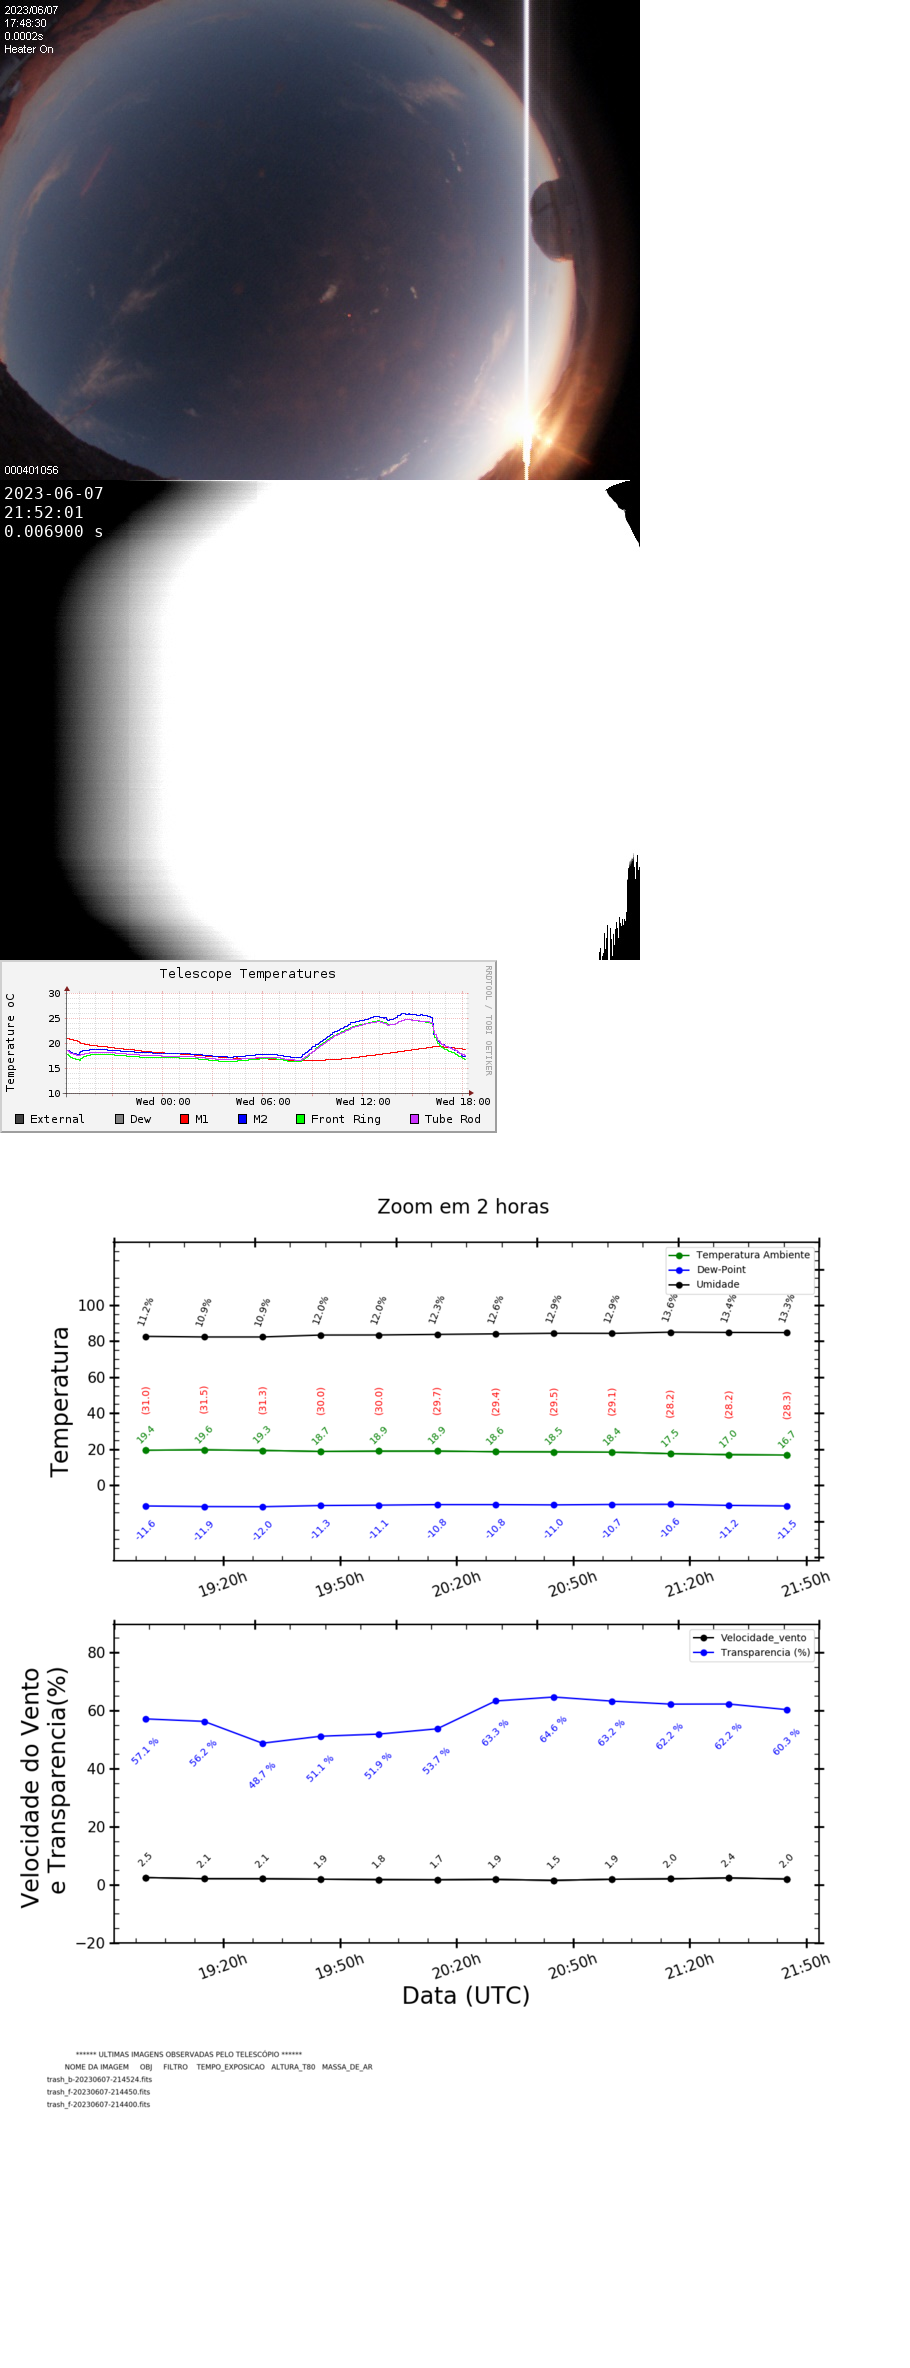 2023/06/07
17:48:30
0.0002s
Heater On
000401056
2023-06-07
21:52:01
0.006900 s
Telescope Temperatures
RRDTOOL / TOBI OETIKER
Temperature oC
30
25
20
15
10
Wed 00:00 Wed 06:00 Wed 12:00 Wed 18:00
External Dew M1 M2 Front Ring Tube Rod
Zoom em 2 horas
Temperatura Ambiente
Dew-Point
Umidade
Temperatura
100
80
60
40
20
0
11.2% 10.9% 10.9% 12.0% 12.0% 12.3% 12.6% 12.9% 12.9% 13.6% 13.4% 13.3%
(31.0) (31.5) (31.3) (30.0) (30.0) (29.7) (29.4) (29.5) (29.1) (28.2) (28.2) (28.3)
19.4 19.6 19.3 18.7 18.9 18.9 18.6 18.5 18.4 17.5 17.0 16.7
-11.6 -11.9 -12.0 -11.3 -11.1 -10.8 -10.8 -11.0 -10.7 -10.6 -11.2 -11.5
19:20h 19:50h 20:20h 20:50h 21:20h 21:50h
Velocidade_vento
Transparencia (%)
Velocidade do Vento
e Transparencia(%)
80
60
40
20
0
−20
57.1 % 56.2 % 48.7 % 51.1 % 51.9 % 53.7 % 63.3 % 64.6 % 63.2 % 62.2 % 62.2 % 60.3 %
2.5 2.1 2.1 1.9 1.8 1.7 1.9 1.5 1.9 2.0 2.4 2.0
19:20h 19:50h 20:20h 20:50h 21:20h 21:50h
Data (UTC)
****** ULTIMAS IMAGENS OBSERVADAS PELO TELESCÓPIO ******
NOME DA IMAGEM OBJ FILTRO TEMPO_EXPOSICAO ALTURA_T80 MASSA_DE_AR
trash_b-20230607-214524.fits
trash_f-20230607-214450.fits
trash_f-20230607-214400.fits